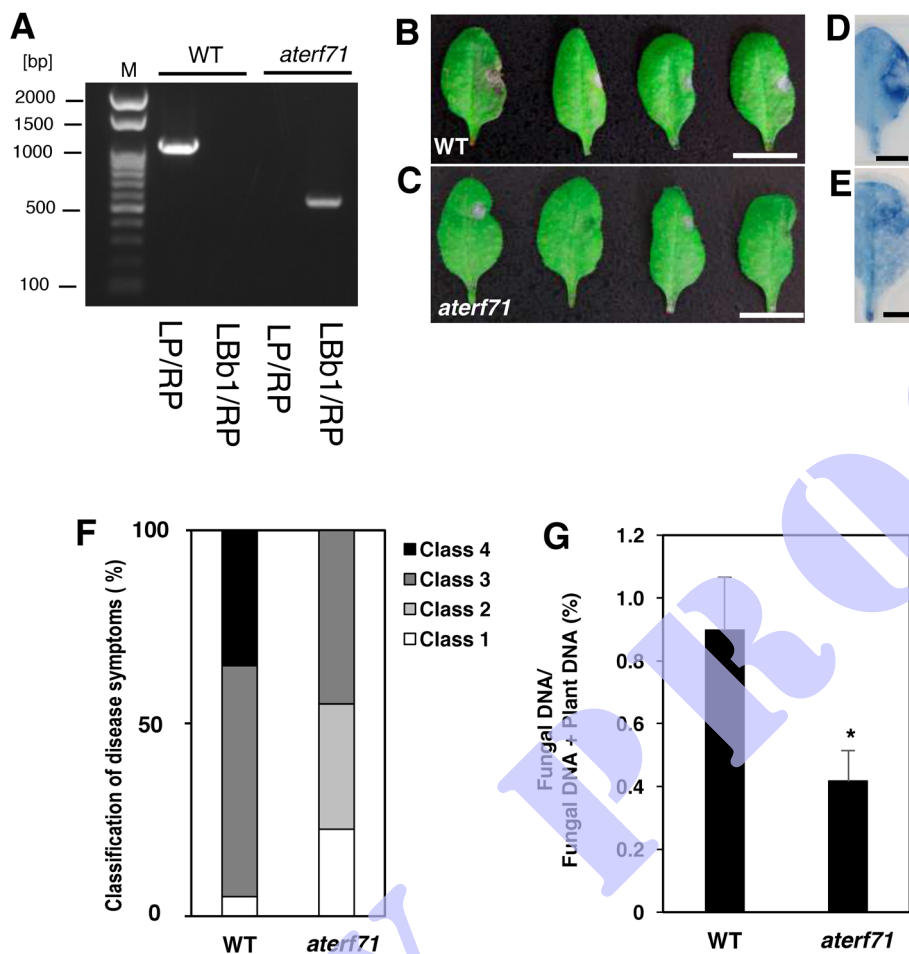 A
[bp]
M
WT
aterf71
2000
1500
1000
500
100
LP/RP
LBb1/RP
LP/RP
LBb1/RP
B
WT
C
aterf71
D
E
F
Classification of disease symptoms ( %)
100
50
0
WT
aterf71
Class 4
Class 3
Class 2
Class 1
G
Fungal DNA/
Fungal DNA + Plant DNA (%)
1.2
1.0
0.8
0.6
0.4
0.2
0
*
WT
aterf71